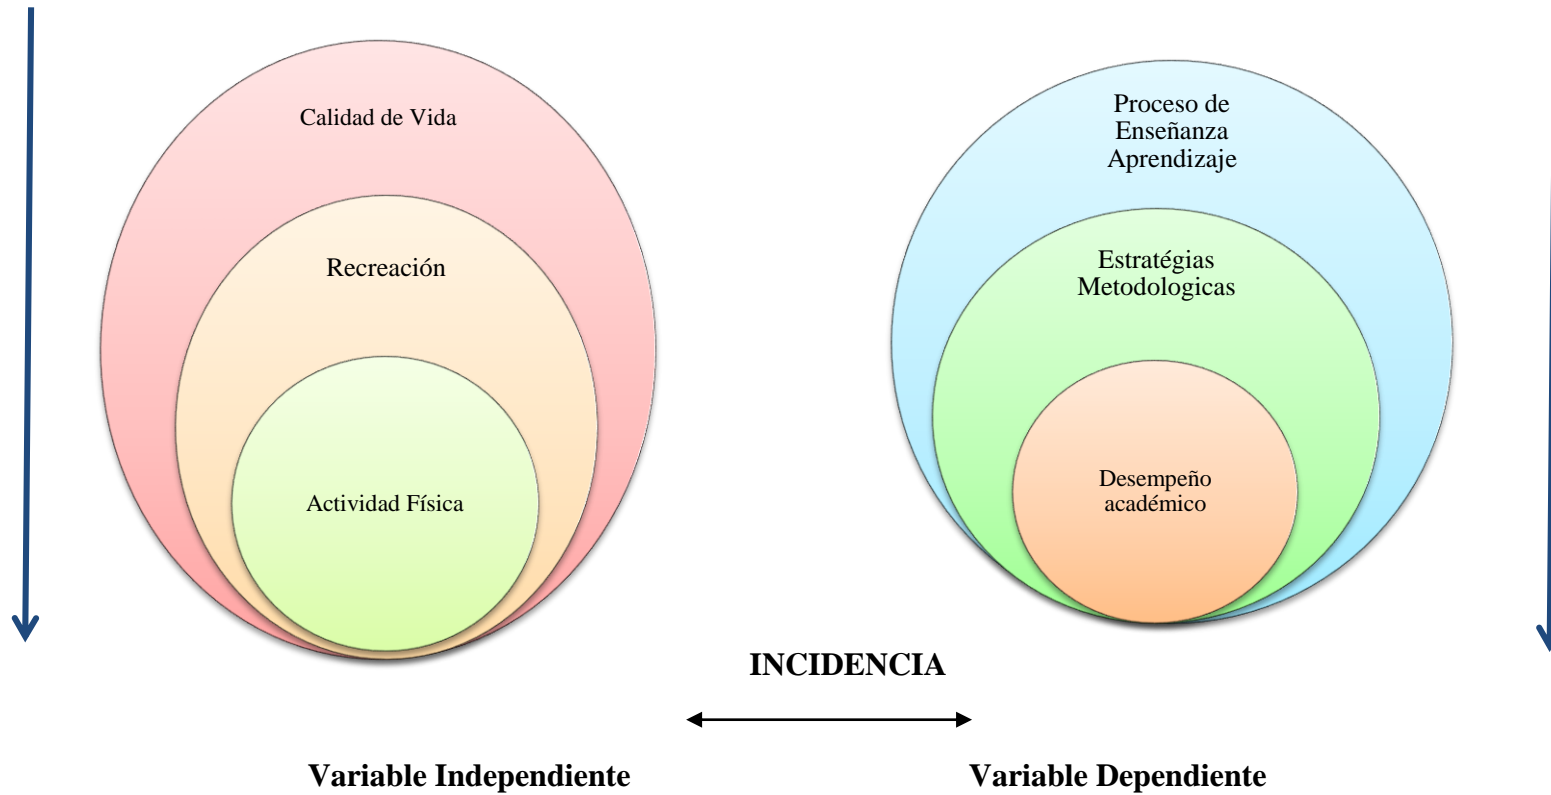 Calidad de Vida
Recreación
Actividad Física
Proceso de
Enseñanza
Aprendizaje
Estratégias
Metodologicas
Desempeño
académico
INCIDENCIA
Variable Independiente
Variable Dependiente